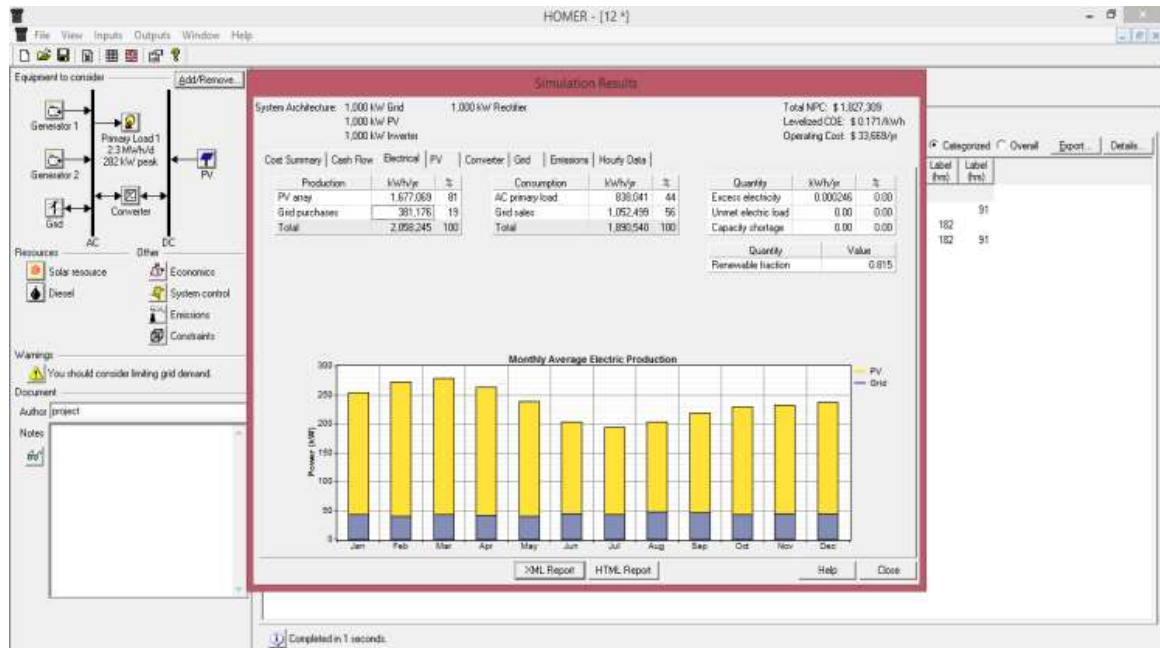 HOMER - [12 *]
File View Inputs Outputs Window Help
Equipment to consider
Add/Remove...
Generator 1
Primary Load 1
2.3 MWh/d
282 kW peak
Generator 2
PV
Converter
Grid
AC
DC
Resources
Other
Solar resource
Economics
Diesel
System control
Emissions
Constraints
Warnings
You should consider limiting grid demand.
Document
Author project
Notes
Simulation Results
System Architecture: 1,000 kW Grid 1,000 kW Rectifier
1,000 kW PV
1,000 kW Inverter
Total NPC: $ 1,827,309
Levelized COE: $ 0.171/kWh
Operating Cost: $ 33,669/yr
Cost Summary Cash Flow Electrical PV Converter Grid Emissions Hourly Data
Production kWh/yr %
PV array 1,677,069 81
Grid purchases 381,176 19
Total 2,058,245 100
Consumption kWh/yr %
AC primary load 838,041 44
Grid sales 1,052,499 56
Total 1,890,540 100
Quantity kWh/yr %
Excess electricity 0.000246 0.00
Unmet electric load 0.00 0.00
Capacity shortage 0.00 0.00
Quantity Value
Renewable fraction 0.815
Monthly Average Electric Production
Power (kW)
300
200
150
100
50
0
Jan Feb Mar Apr May Jun Jul Aug Sep Oct Nov Dec
PV
Grid
XML Report HTML Report Help Close
Categorized Overall Export... Details...
Label Label
(hrs) (hrs)
91
182
182 91
Completed in 1 seconds.